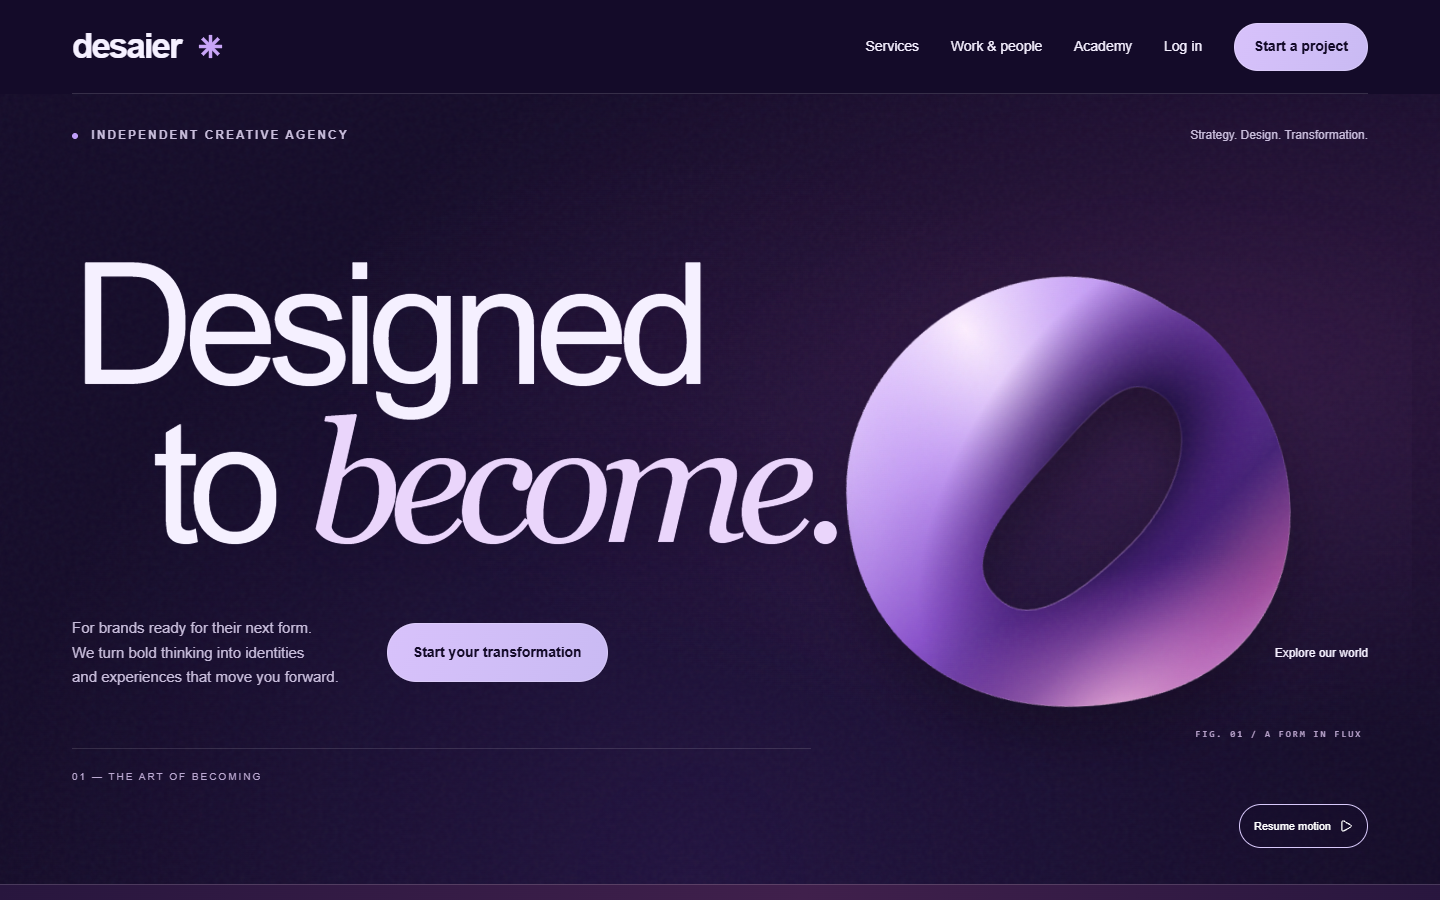 desaier
Services
Work & people
Academy
Log in
Start a project
INDEPENDENT CREATIVE AGENCY
Strategy. Design. Transformation.
Designed
to become.
For brands ready for their next form.
We turn bold thinking into identities
and experiences that move you forward.
Start your transformation
Explore our world
FIG. 01 / A FORM IN FLUX
01 — THE ART OF BECOMING
Resume motion